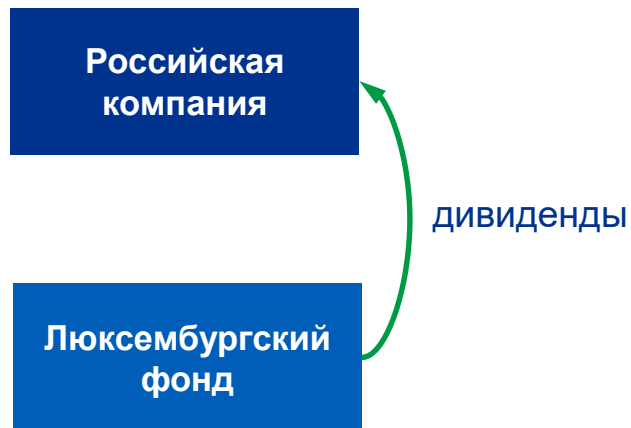 Российская
компания
дивиденды
Люксембургский
фонд